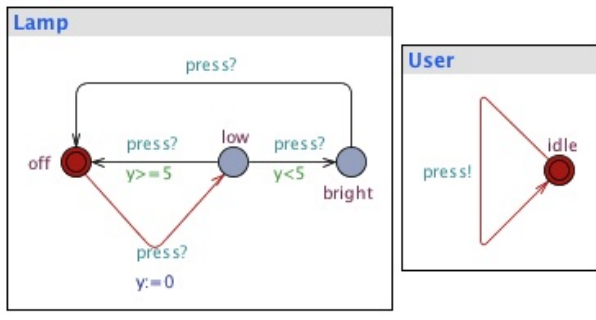 Lamp
press?
press?
low
press?
off
y>=5
y<5
bright
press?
y:=0
User
idle
press!